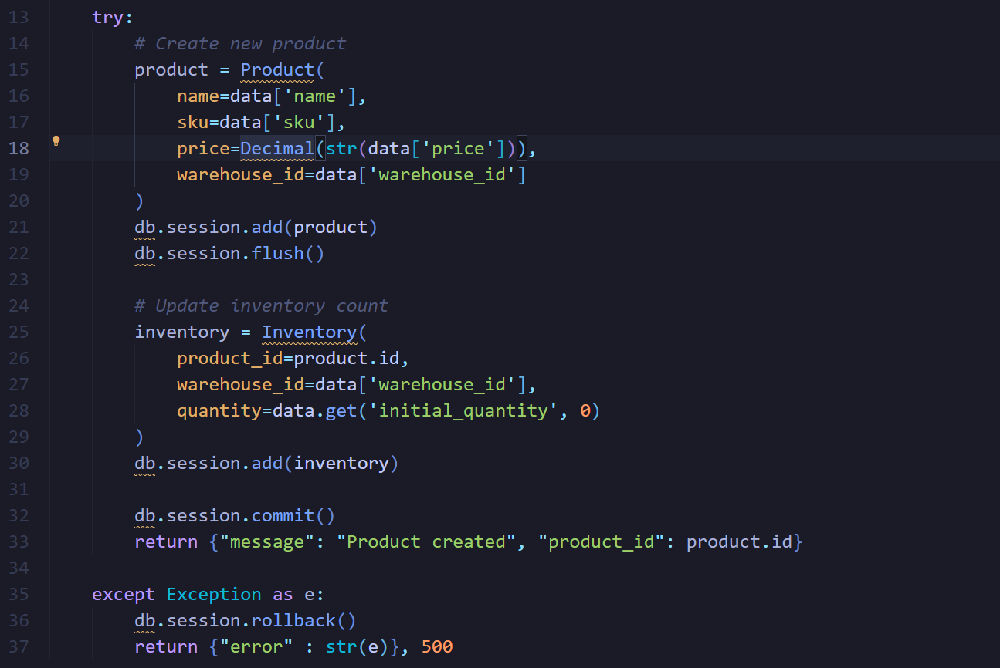 13 try:
14 # Create new product
15 product = Product(
16 name=data['name'],
17 sku=data['sku'],
18 price=Decimal(str(data['price'])),
19 warehouse_id=data['warehouse_id']
20 )
21 db.session.add(product)
22 db.session.flush()
23
24 # Update inventory count
25 inventory = Inventory(
26 product_id=product.id,
27 warehouse_id=data['warehouse_id'],
28 quantity=data.get('initial_quantity', 0)
29 )
30 db.session.add(inventory)
31
32 db.session.commit()
33 return {"message": "Product created", "product_id": product.id}
34
35 except Exception as e:
36 db.session.rollback()
37 return {"error" : str(e)}, 500